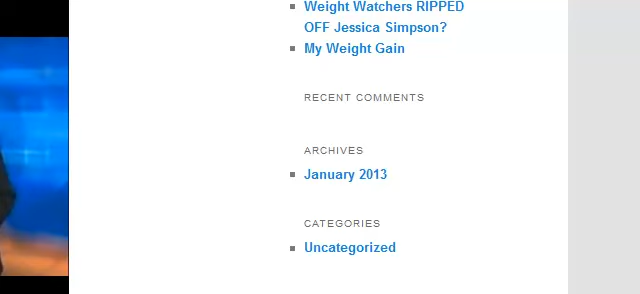 Weight Watchers RIPPED
OFF Jessica Simpson?
My Weight Gain
RECENT COMMENTS
ARCHIVES
January 2013
CATEGORIES
Uncategorized